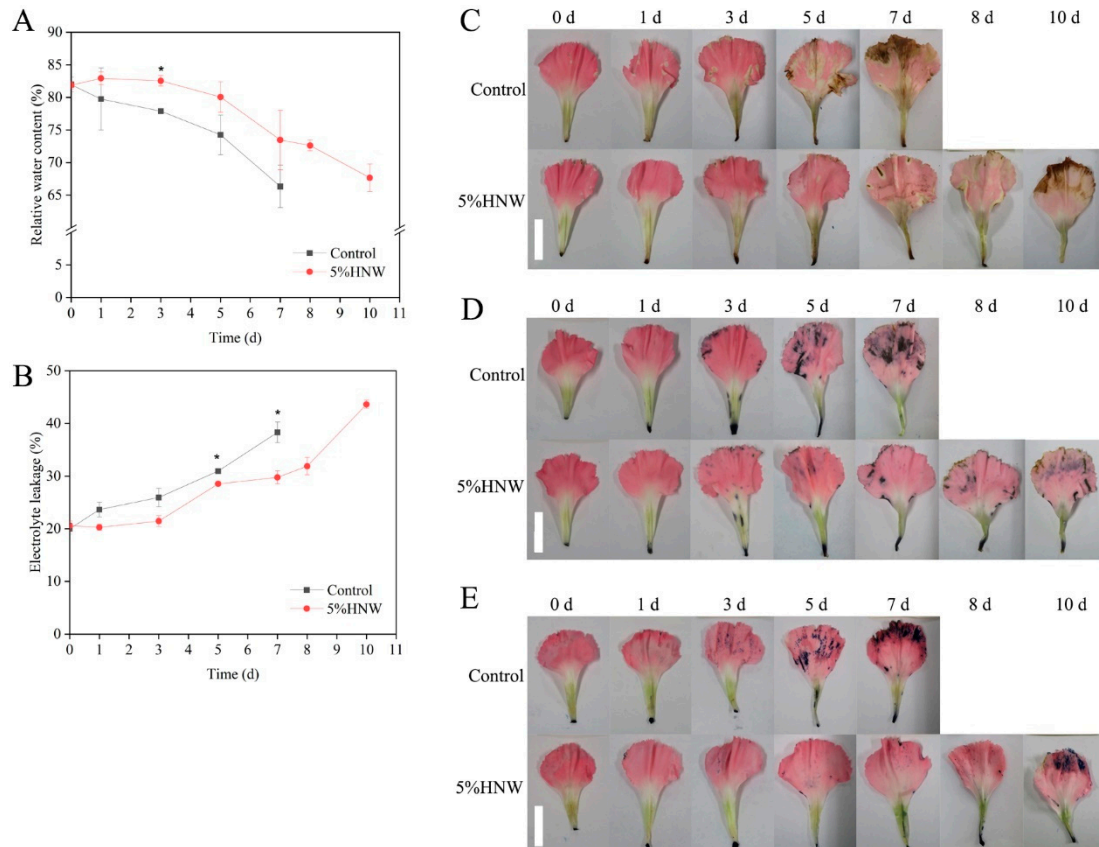 A
90
85
80
75
70
65
5
0
Relative water content (%)
*
Control
5%HNW
0 1 2 3 4 5 6 7 8 9 10 11
Time (d)
B
50
40
30
20
10
0
Electrolyte leakage (%)
*
*
Control
5%HNW
0 1 2 3 4 5 6 7 8 9 10 11
Time (d)
C
0 d 1 d 3 d 5 d 7 d 8 d 10 d
Control
5%HNW
D
0 d 1 d 3 d 5 d 7 d 8 d 10 d
Control
5%HNW
E
0 d 1 d 3 d 5 d 7 d 8 d 10 d
Control
5%HNW